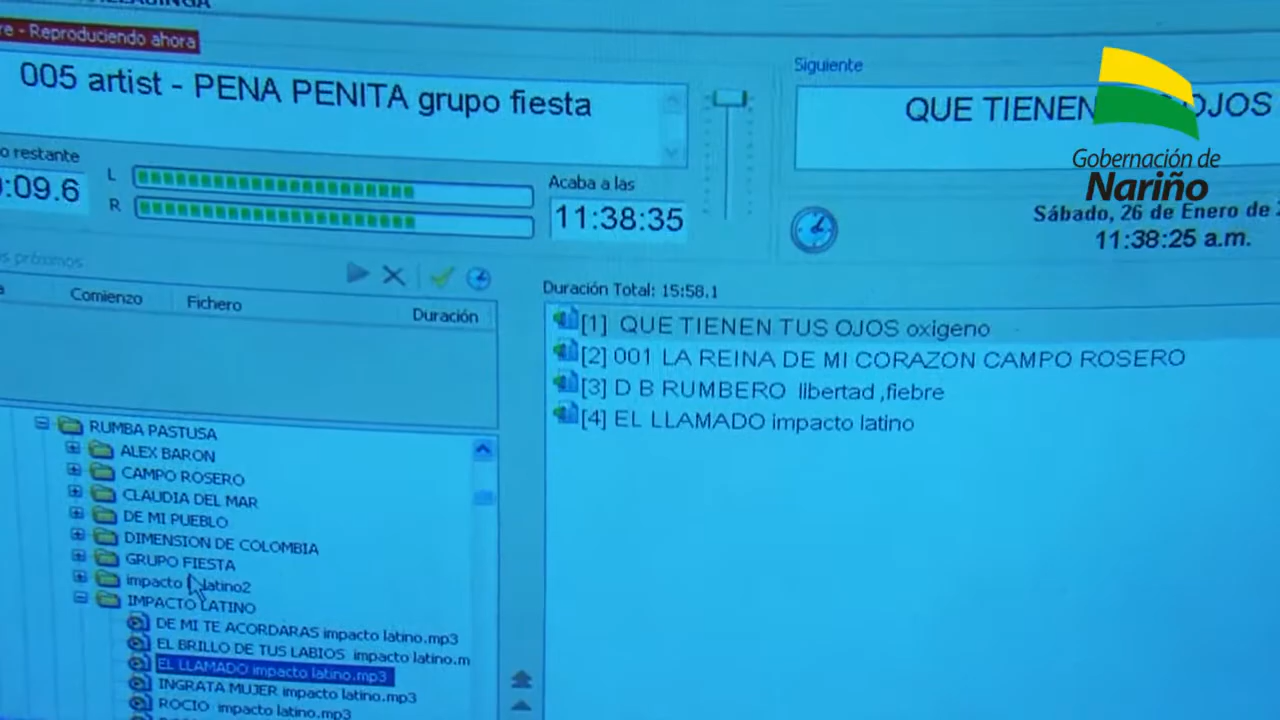 re - Reproduciendo ahora
005 artist - PENA PENITA grupo fiesta
Siguiente
QUE TIENEN OJOS
Gobernación de
Nariño
o restante
:09.6
L
R
Acaba a las
11:38:35
Sábado, 26 de Enero de
11:38:25 a.m.
Comienzo
Fichero
Duración
Duración Total: 15:58.1
[1] QUE TIENEN TUS OJOS oxigeno
[2] 001 LA REINA DE MI CORAZON CAMPO ROSERO
[3] D B RUMBERO libertad ,fiebre
[4] EL LLAMADO impacto latino
RUMBA PASTUSA
ALEX BARON
CAMPO ROSERO
CLAUDIA DEL MAR
DE MI PUEBLO
DIMENSION DE COLOMBIA
GRUPO FIESTA
impacto latino2
IMPACTO LATINO
DE MI TE ACORDARAS impacto latino.mp3
EL BRILLO DE TUS LABIOS impacto latino.m
EL LLAMADO impacto latino.mp3
INGRATA MUJER impacto latino.mp3
ROCIO impacto latino.mp3